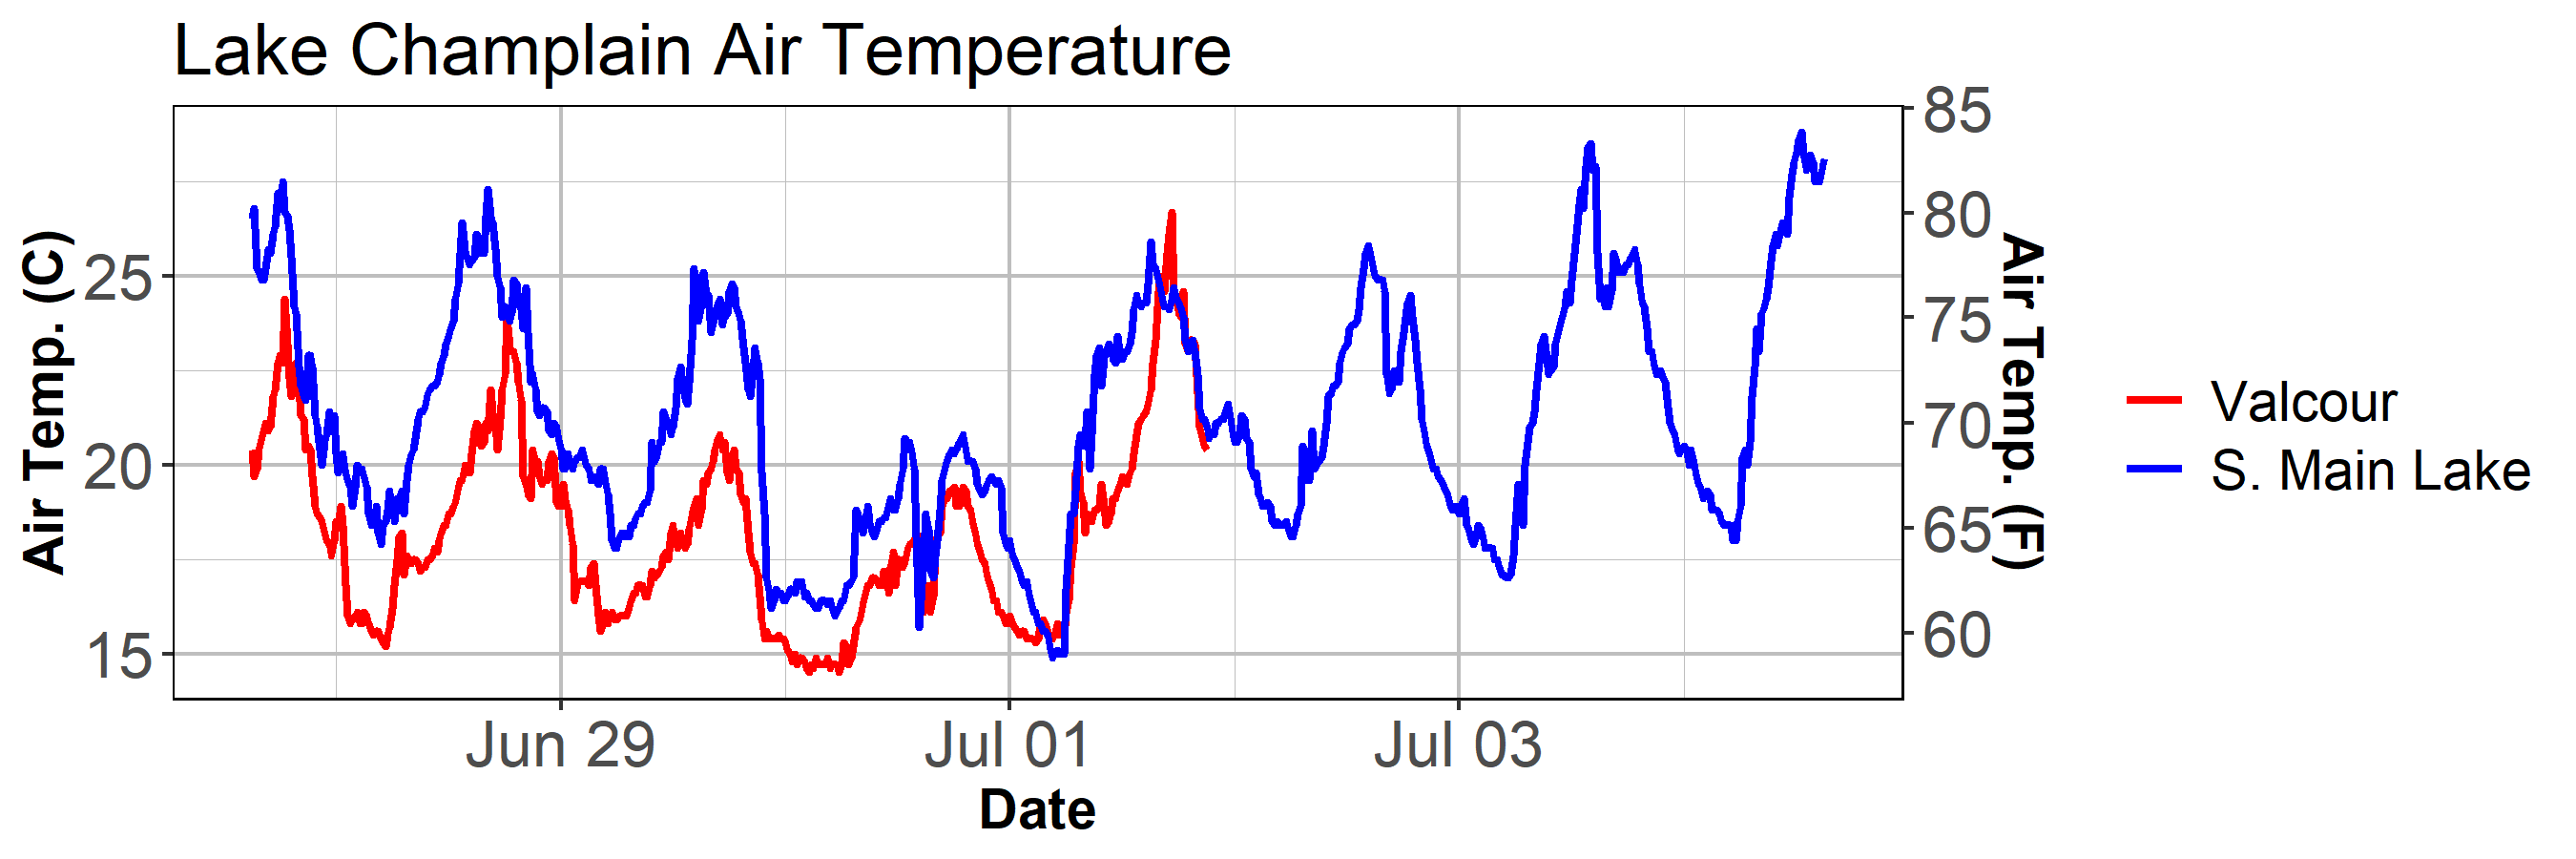 Lake Champlain Air Temperature
Air Temp. (C)
25
20
15
85
80
75
70
65
60
Air Temp. (F)
Jun 29
Jul 01
Jul 03
Date
Valcour
S. Main Lake